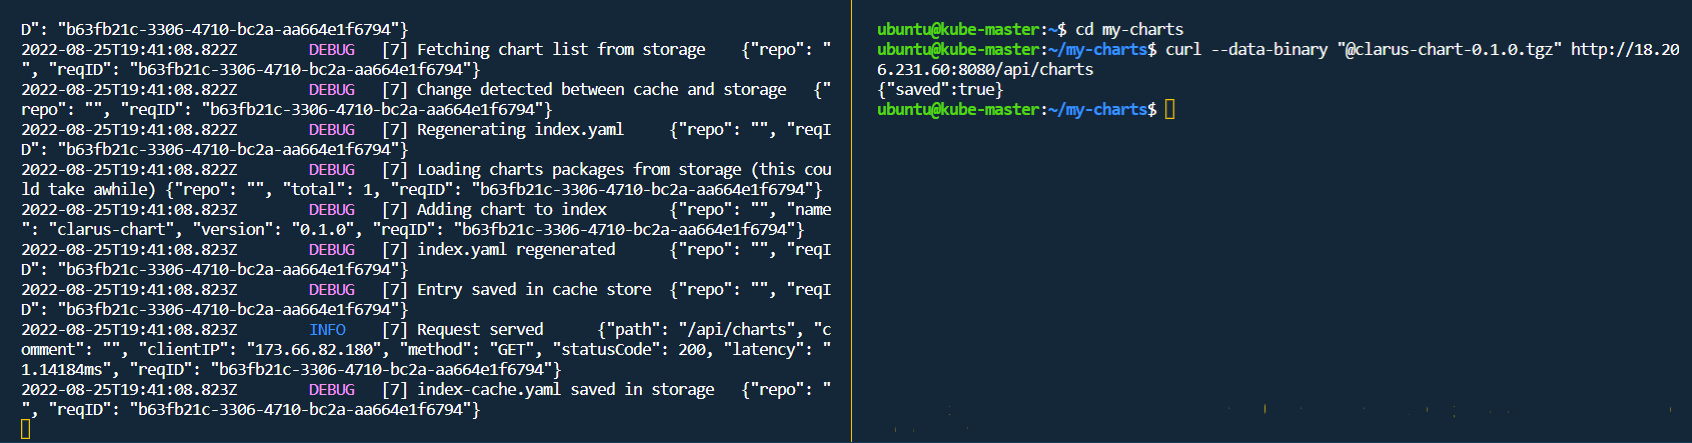 D": "b63fb21c-3306-4710-bc2a-aa664e1f6794"}
2022-08-25T19:41:08.822Z        DEBUG   [7] Fetching chart list from storage    {"repo": "
", "reqID": "b63fb21c-3306-4710-bc2a-aa664e1f6794"}
2022-08-25T19:41:08.822Z        DEBUG   [7] Change detected between cache and storage   {"
repo": "", "reqID": "b63fb21c-3306-4710-bc2a-aa664e1f6794"}
2022-08-25T19:41:08.822Z        DEBUG   [7] Regenerating index.yaml     {"repo": "", "reqI
D": "b63fb21c-3306-4710-bc2a-aa664e1f6794"}
2022-08-25T19:41:08.822Z        DEBUG   [7] Loading charts packages from storage (this cou
ld take awhile) {"repo": "", "total": 1, "reqID": "b63fb21c-3306-4710-bc2a-aa664e1f6794"}
2022-08-25T19:41:08.823Z        DEBUG   [7] Adding chart to index       {"repo": "", "name
": "clarus-chart", "version": "0.1.0", "reqID": "b63fb21c-3306-4710-bc2a-aa664e1f6794"}
2022-08-25T19:41:08.823Z        DEBUG   [7] index.yaml regenerated      {"repo": "", "reqI
D": "b63fb21c-3306-4710-bc2a-aa664e1f6794"}
2022-08-25T19:41:08.823Z        DEBUG   [7] Entry saved in cache store  {"repo": "", "reqI
D": "b63fb21c-3306-4710-bc2a-aa664e1f6794"}
2022-08-25T19:41:08.823Z        INFO    [7] Request served      {"path": "/api/charts", "c
omment": "", "clientIP": "173.66.82.180", "method": "GET", "statusCode": 200, "latency": "
1.14184ms", "reqID": "b63fb21c-3306-4710-bc2a-aa664e1f6794"}
2022-08-25T19:41:08.823Z        DEBUG   [7] index-cache.yaml saved in storage   {"repo": "
", "reqID": "b63fb21c-3306-4710-bc2a-aa664e1f6794"}
ubuntu@kube-master:~$ cd my-charts
ubuntu@kube-master:~/my-charts$ curl --data-binary "@clarus-chart-0.1.0.tgz" http://18.20
6.231.60:8080/api/charts
{"saved":true}
ubuntu@kube-master:~/my-charts$